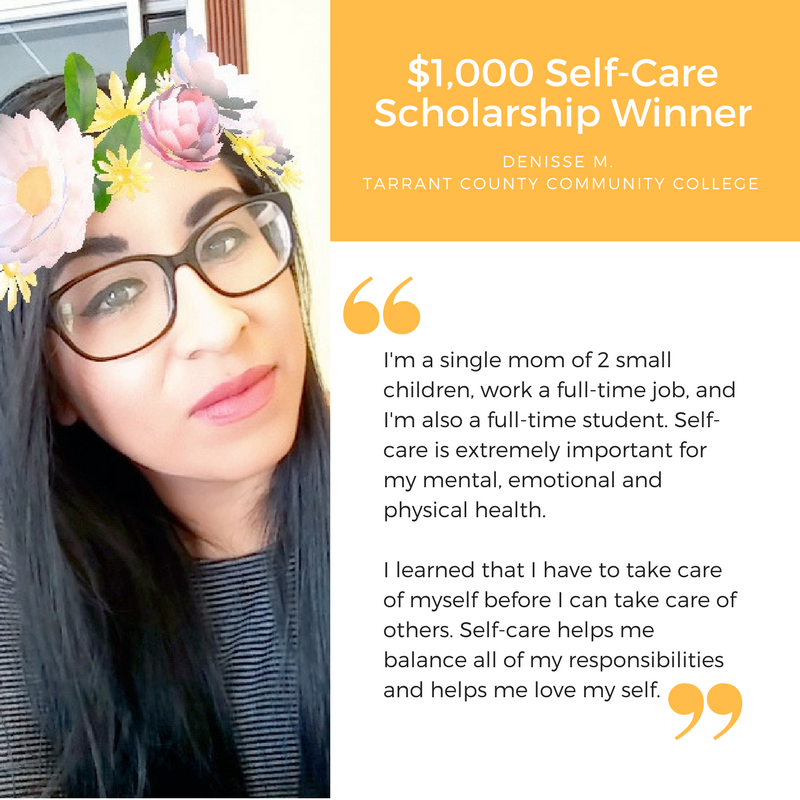 $1,000 Self-Care
Scholarship Winner
DENISSE M.
TARRANT COUNTY COMMUNITY COLLEGE
“
I'm a single mom of 2 small
children, work a full-time job, and
I'm also a full-time student. Self-
care is extremely important for
my mental, emotional and
physical health.
I learned that I have to take care
of myself before I can take care of
others. Self-care helps me
balance all of my responsibilities
and helps me love my self. ”